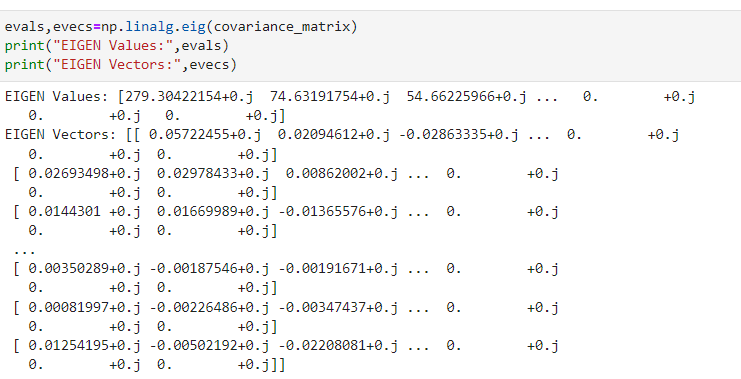 evals,evecs=np.linalg.eig(covariance_matrix)
print("EIGEN Values:",evals)
print("EIGEN Vectors:",evecs)
EIGEN Values: [279.30422154+0.j  74.63191754+0.j  54.66225966+0.j ...   0.        +0.j
   0.        +0.j   0.        +0.j]
EIGEN Vectors: [[ 0.05722455+0.j  0.02094612+0.j -0.02863335+0.j ...  0.        +0.j
   0.        +0.j  0.        +0.j]
 [ 0.02693498+0.j  0.02978433+0.j  0.00862002+0.j ...  0.        +0.j
   0.        +0.j  0.        +0.j]
 [ 0.0144301 +0.j  0.01669989+0.j -0.01365576+0.j ...  0.        +0.j
   0.        +0.j  0.        +0.j]
 ...
 [ 0.00350289+0.j -0.00187546+0.j -0.00191671+0.j ...  0.        +0.j
   0.        +0.j  0.        +0.j]
 [ 0.00081997+0.j -0.00226486+0.j -0.00347437+0.j ...  0.        +0.j
   0.        +0.j  0.        +0.j]
 [ 0.01254195+0.j -0.00502192+0.j -0.02208081+0.j ...  0.        +0.j
   0.        +0.j  0.        +0.j]]